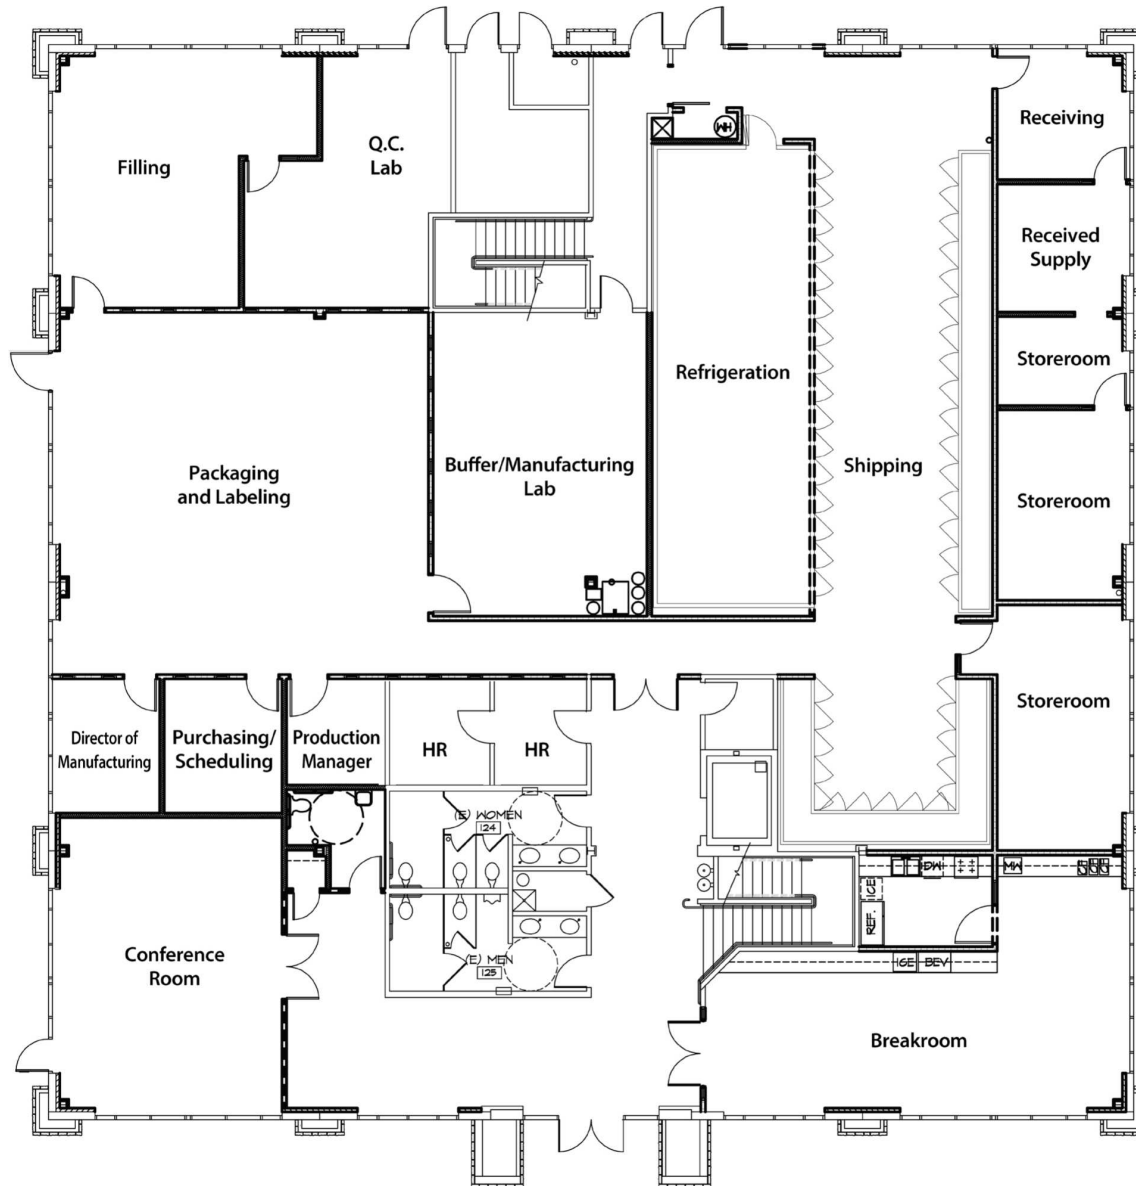 Filling
Q.C.
Lab
WH
Receiving
Received
Supply
Storeroom
Refrigeration
Packaging
and Labeling
Buffer/Manufacturing
Lab
Shipping
Storeroom
Storeroom
Director of
Manufacturing
Purchasing/
Scheduling
Production
Manager
HR
HR
(E) WOMEN
124
(E) MEN
125
DW
MW
ICE
REF.
ICE
BEV
Conference
Room
Breakroom